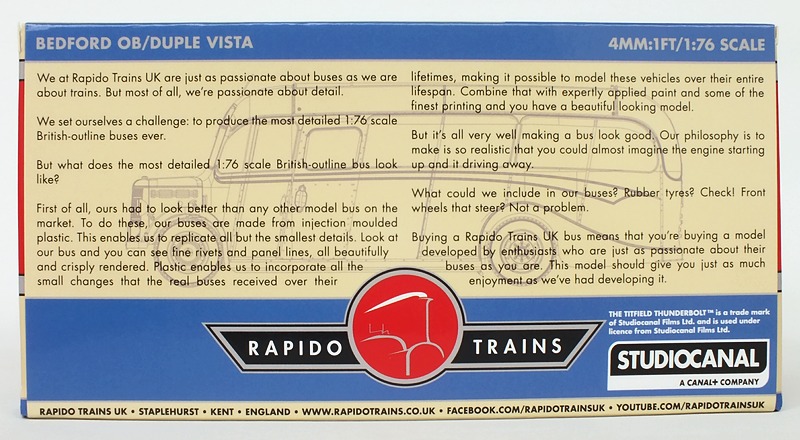 BEDFORD OB/DUPLE VISTA
4MM:1FT/1:76 SCALE
We at Rapido Trains UK are just as passionate about buses as we are
about trains. But most of all, we're passionate about detail.
We set ourselves a challenge: to produce the most detailed 1:76 scale
British-outline buses ever.
But what does the most detailed 1:76 scale British-outline bus look
like?
First of all, ours had to look better than any other model bus on the
market. To do these, our buses are made from injection moulded
plastic. This enables us to replicate all but the smallest details. Look at
our bus and you can see fine rivets and panel lines, all beautifully
and crisply rendered. Plastic enables us to incorporate all the
small changes that the real buses received over their
lifetimes, making it possible to model these vehicles over their entire
lifespan. Combine that with expertly applied paint and some of the
finest printing and you have a beautiful looking model.
But it's all very well making a bus look good. Our philosophy is to
make is so realistic that you could almost imagine the engine starting
up and it driving away.
What could we include in our buses? Rubber tyres? Check! Front
wheels that steer? Not a problem.
Buying a Rapido Trains UK bus means that you're buying a model
developed by enthusiasts who are just as passionate about their
buses as you are. This model should give you just as much
enjoyment as we've had developing it.
RAPIDO TRAINS
THE TITFIELD THUNDERBOLT™ is a trade mark
of Studiocanal Films Ltd. and is used under
licence from Studiocanal Films Ltd.
STUDIOCANAL
A CANAL+ COMPANY
RAPIDO TRAINS UK • STAPLEHURST • KENT • ENGLAND • WWW.RAPIDOTRAINS.CO.UK • FACEBOOK.COM/RAPIDOTRAINSUK • YOUTUBE.COM/RAPIDOTRAINSUK